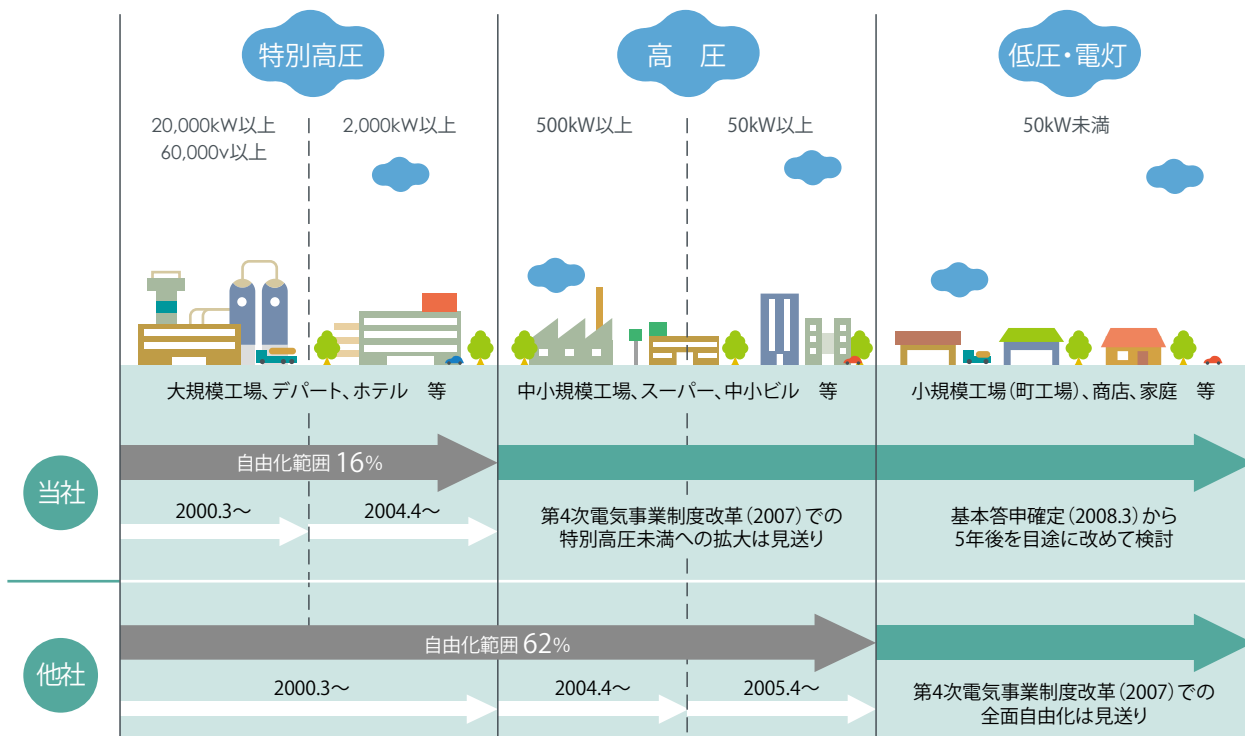 特別高圧
高 圧
低圧・電灯
20,000kW以上
60,000v以上
2,000kW以上
500kW以上
50kW以上
50kW未満
大規模工場、デパート、ホテル 等
中小規模工場、スーパー、中小ビル 等
小規模工場(町工場)、商店、家庭 等
当社
自由化範囲 16%
2000.3〜
2004.4〜
第4次電気事業制度改革(2007)での
特別高圧未満への拡大は見送り
基本答申確定(2008.3)から
5年後を目途に改めて検討
他社
自由化範囲 62%
2000.3〜
2004.4〜
2005.4〜
第4次電気事業制度改革(2007)での
全面自由化は見送り